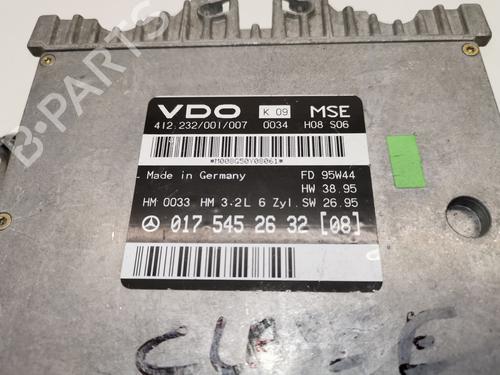 VDO K 09 MSE
412.232/001/007 0034 H08 S06
*M008G50Y08061*
Made in Germany FD 95W44
HW 38.95
HM 0033 HM 3.2L 6 Zyl. SW 26.95
017 545 26 32 [08]
B-PARTS